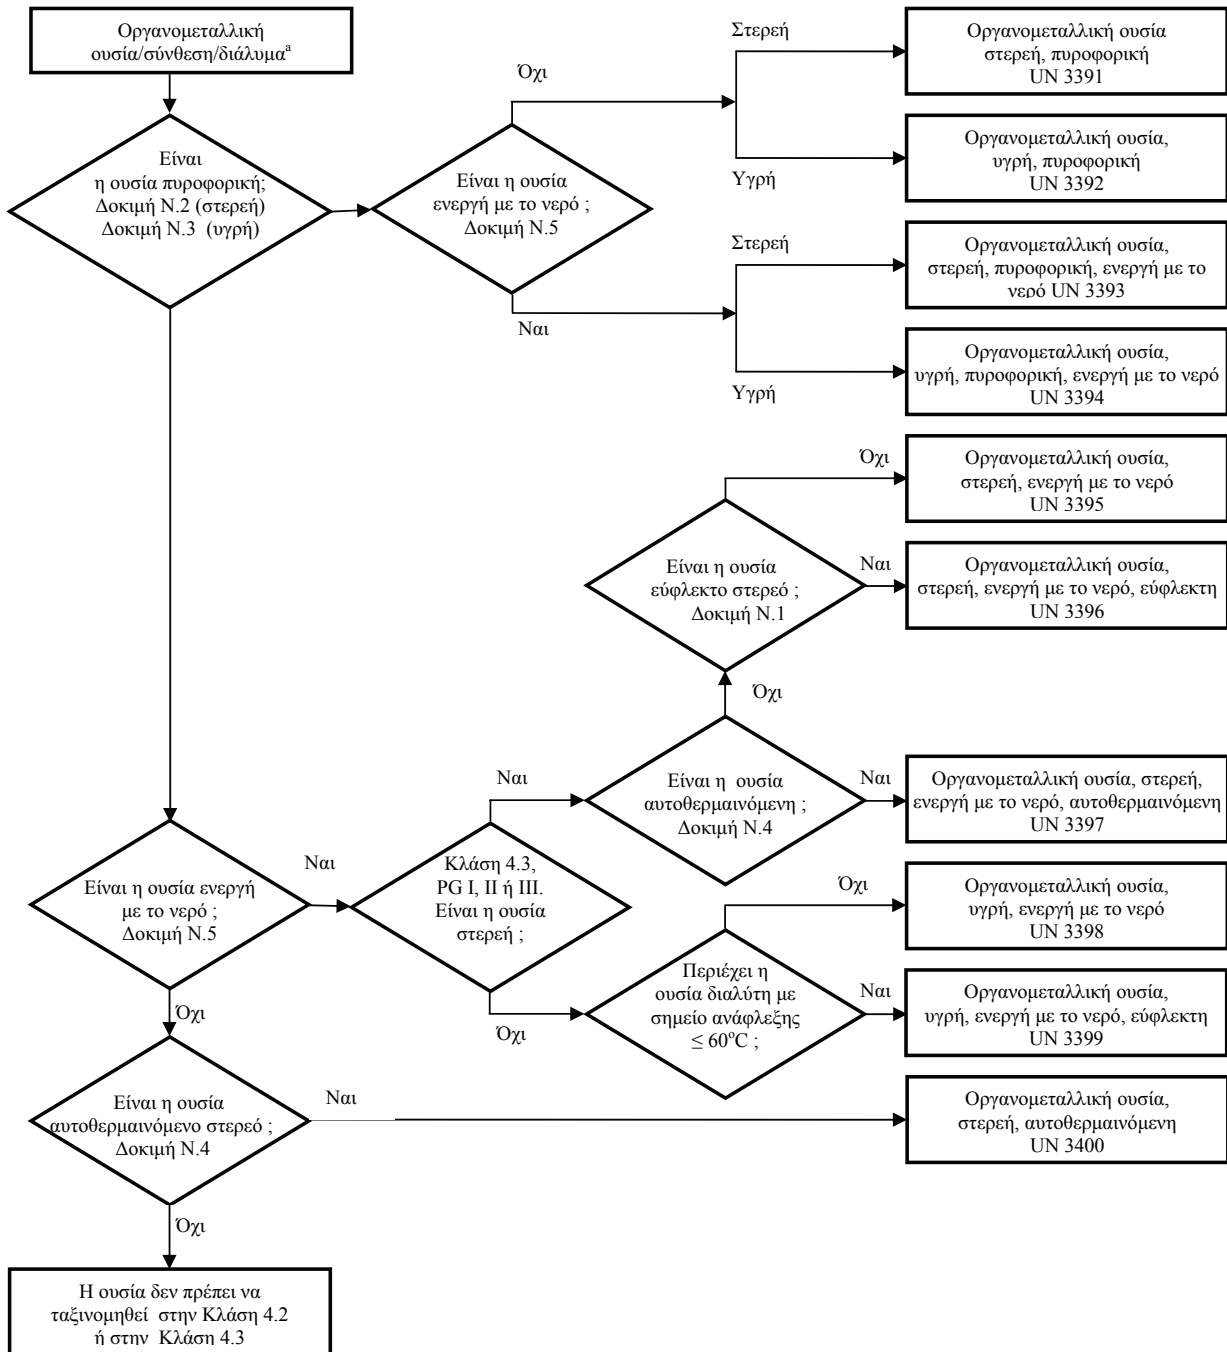 Οργανομεταλλική
ουσία/σύνθεση/διάλυμαᵃ
Είναι
η ουσία πυροφορική;
Δοκιμή N.2 (στερεή)
Δοκιμή N.3 (υγρή)
Όχι
Είναι η ουσία
ενεργή με το νερό ;
Δοκιμή N.5
Ναι
Στερεή
Οργανομεταλλική ουσία
στερεή, πυροφορική
UN 3391
Υγρή
Οργανομεταλλική ουσία,
υγρή, πυροφορική
UN 3392
Στερεή
Οργανομεταλλική ουσία,
στερεή, πυροφορική, ενεργή με το
νερό UN 3393
Υγρή
Οργανομεταλλική ουσία,
υγρή, πυροφορική, ενεργή με το νερό
UN 3394
Όχι
Οργανομεταλλική ουσία,
στερεή, ενεργή με το νερό
UN 3395
Είναι η ουσία
εύφλεκτο στερεό ;
Δοκιμή N.1
Ναι
Οργανομεταλλική ουσία,
στερεή, ενεργή με το νερό, εύφλεκτη
UN 3396
Όχι
Ναι
Είναι η ουσία
αυτοθερμαινόμενη ;
Δοκιμή N.4
Ναι
Οργανομεταλλική ουσία, στερεή,
ενεργή με το νερό, αυτοθερμαινόμενη
UN 3397
Είναι η ουσία ενεργή
με το νερό ;
Δοκιμή N.5
Ναι
Κλάση 4.3,
PG I, II ή III.
Είναι η ουσία
στερεή ;
Όχι
Οργανομεταλλική ουσία,
υγρή, ενεργή με το νερό
UN 3398
Όχι
Όχι
Περιέχει η
ουσία διαλύτη με
σημείο ανάφλεξης
≤ 60°C ;
Ναι
Οργανομεταλλική ουσία,
υγρή, ενεργή με το νερό, εύφλεκτη
UN 3399
Είναι η ουσία
αυτοθερμαινόμενο στερεό ;
Δοκιμή N.4
Ναι
Οργανομεταλλική ουσία,
στερεή, αυτοθερμαινόμενη
UN 3400
Όχι
Η ουσία δεν πρέπει να
ταξινομηθεί στην Κλάση 4.2
ή στην Κλάση 4.3